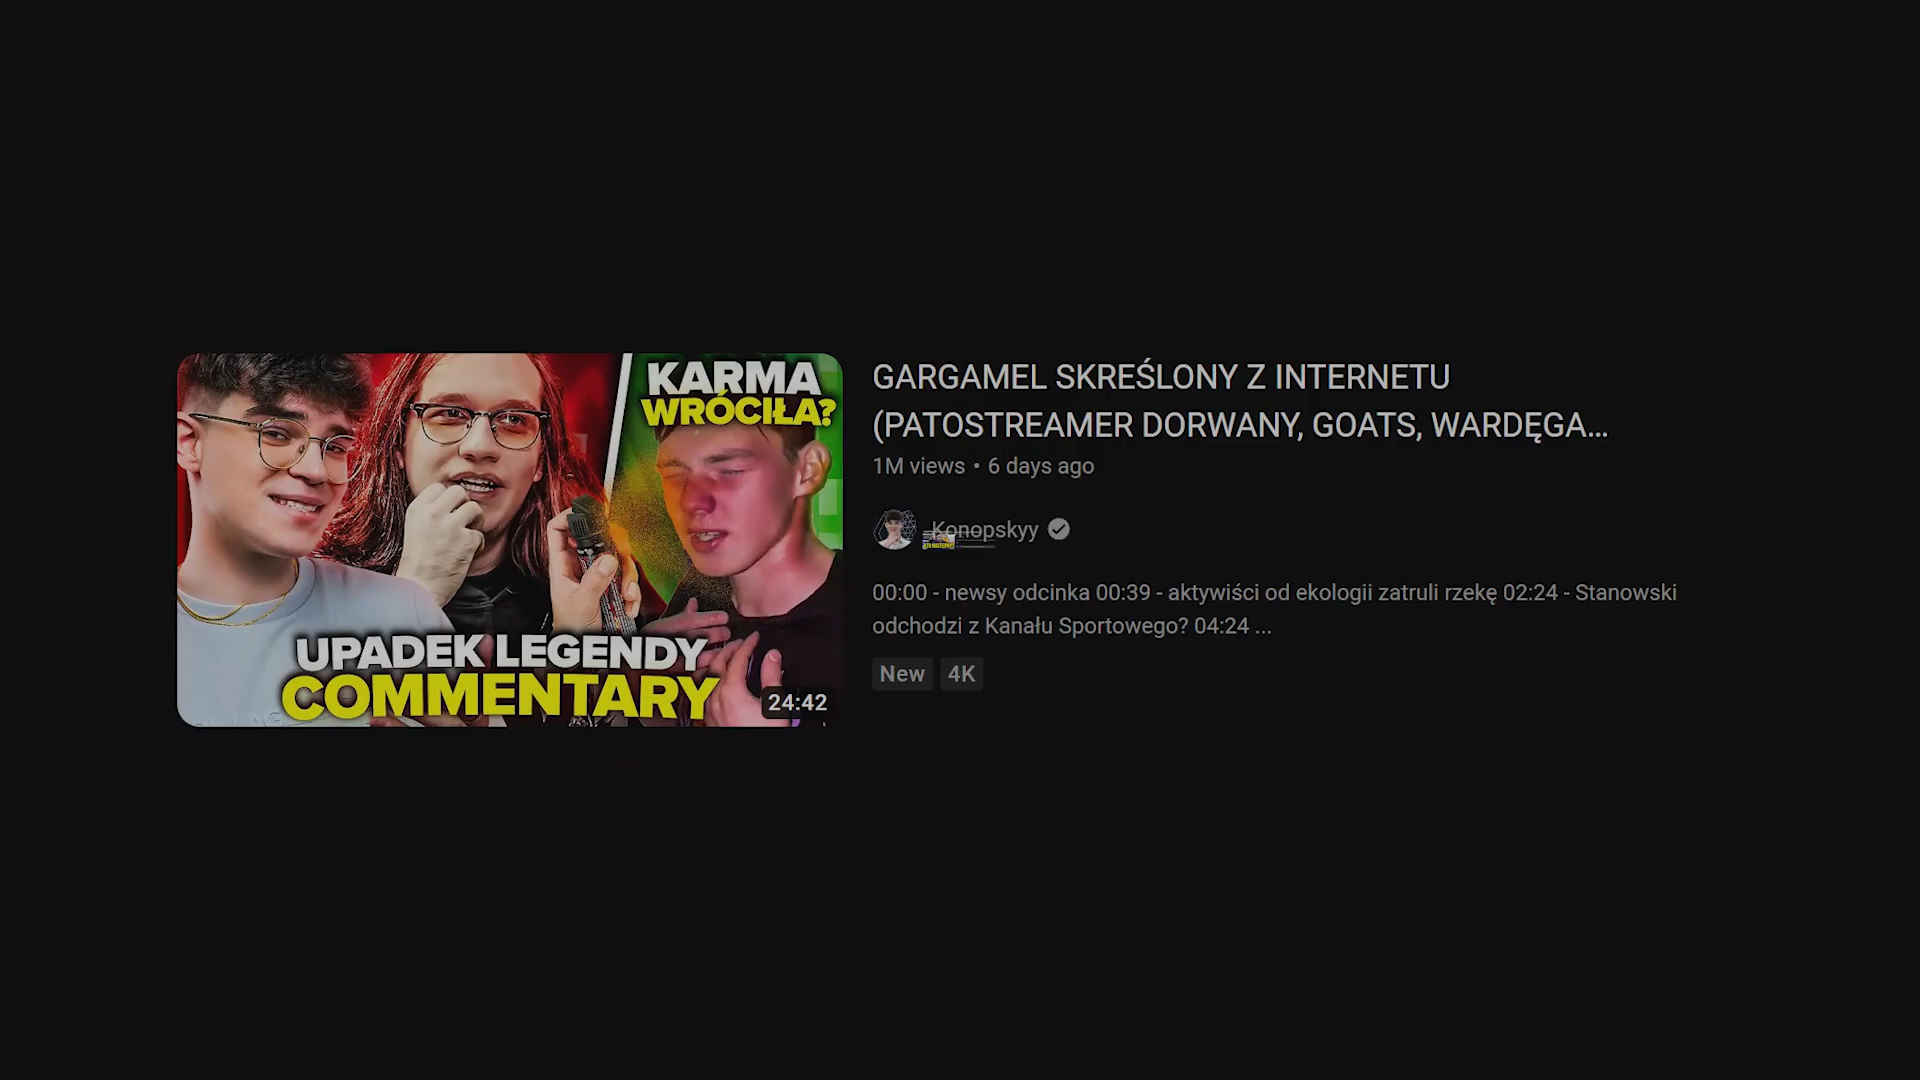 KARMA
WRÓCIŁA?
UPADEK LEGENDY
COMMENTARY
24:42
GARGAMEL SKREŚLONY Z INTERNETU
(PATOSTREAMER DORWANY, GOATS, WARDĘGA...
1M views • 6 days ago
Konopskyy
00:00 - newsy odcinka 00:39 - aktywiści od ekologii zatruli rzekę 02:24 - Stanowski
odchodzi z Kanału Sportowego? 04:24 ...
New 4K